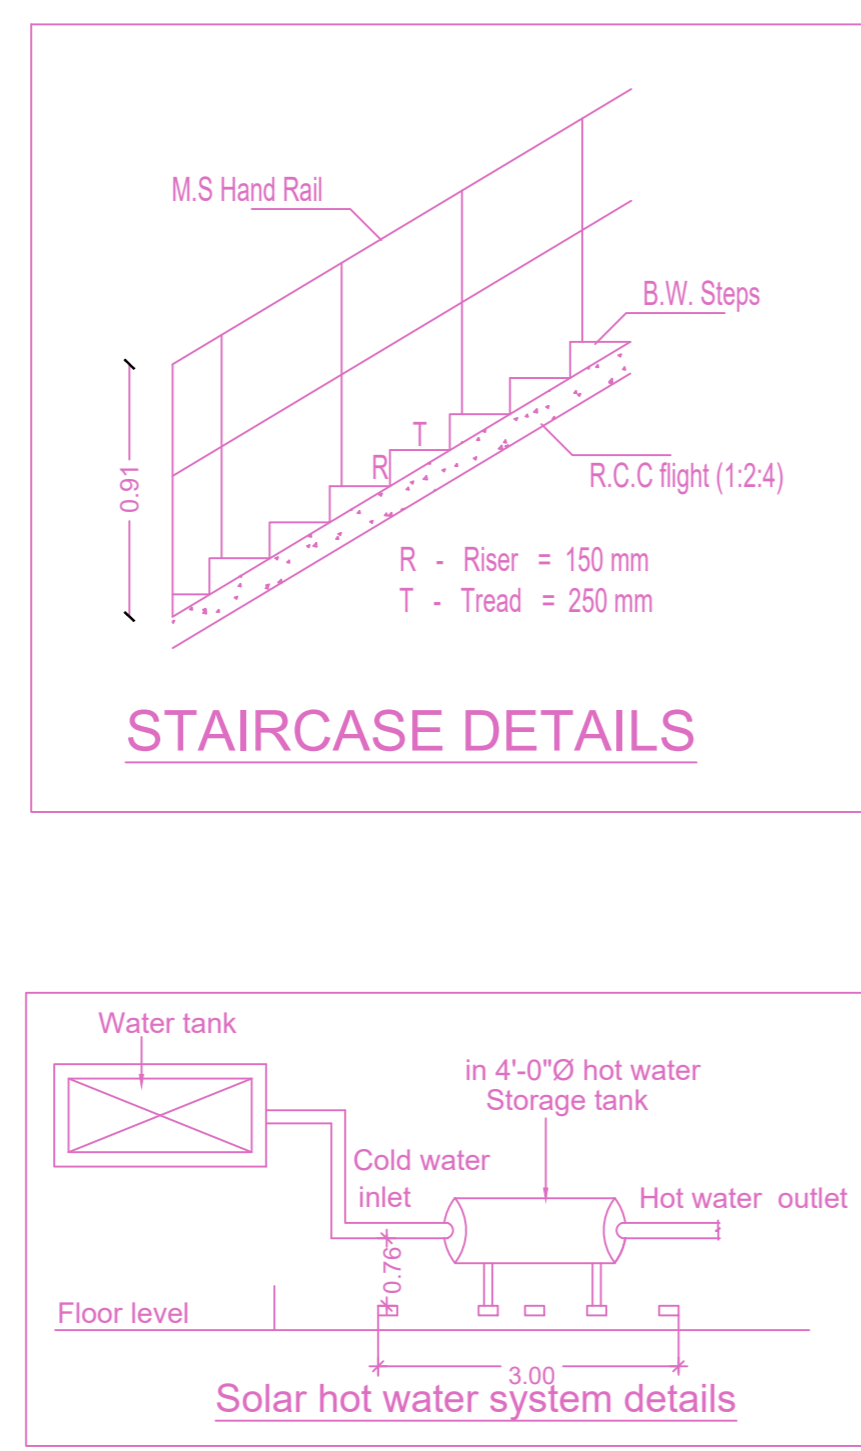 M.S Hand Rail
B.W. Steps
0.91
T
R
R.C.C flight (1:2:4)
R - Riser = 150 mm
T - Tread = 250 mm
STAIRCASE DETAILS
Water tank
in 4'-0"Ø hot water
Storage tank
Cold water
inlet
Hot water outlet
0.76
Floor level
3.00
Solar hot water system details